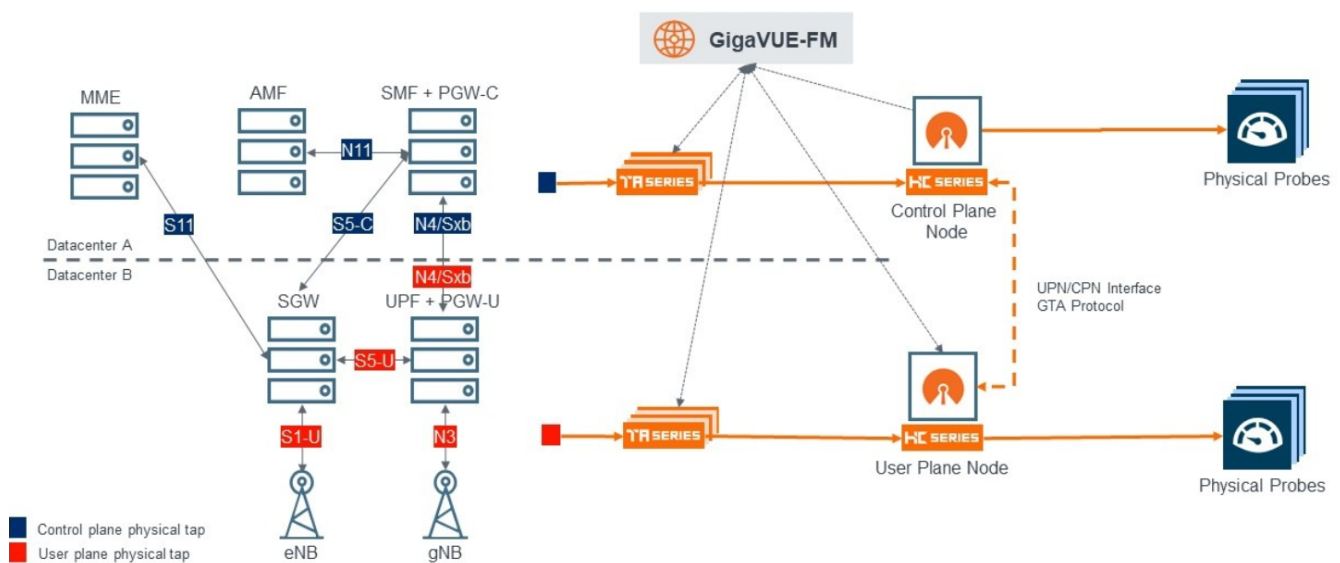 GigaVUE-FM
MME
AMF
SMF + PGW-C
N11
S11
S5-C
N4/Sxb
Datacenter A
Datacenter B
N4/Sxb
SGW
UPF + PGW-U
S5-U
S1-U
N3
eNB
gNB
Control plane physical tap
User plane physical tap
TA SERIES
HC SERIES
Control Plane
Node
Physical Probes
UPN/CPN Interface
GTA Protocol
TA SERIES
HC SERIES
User Plane Node
Physical Probes